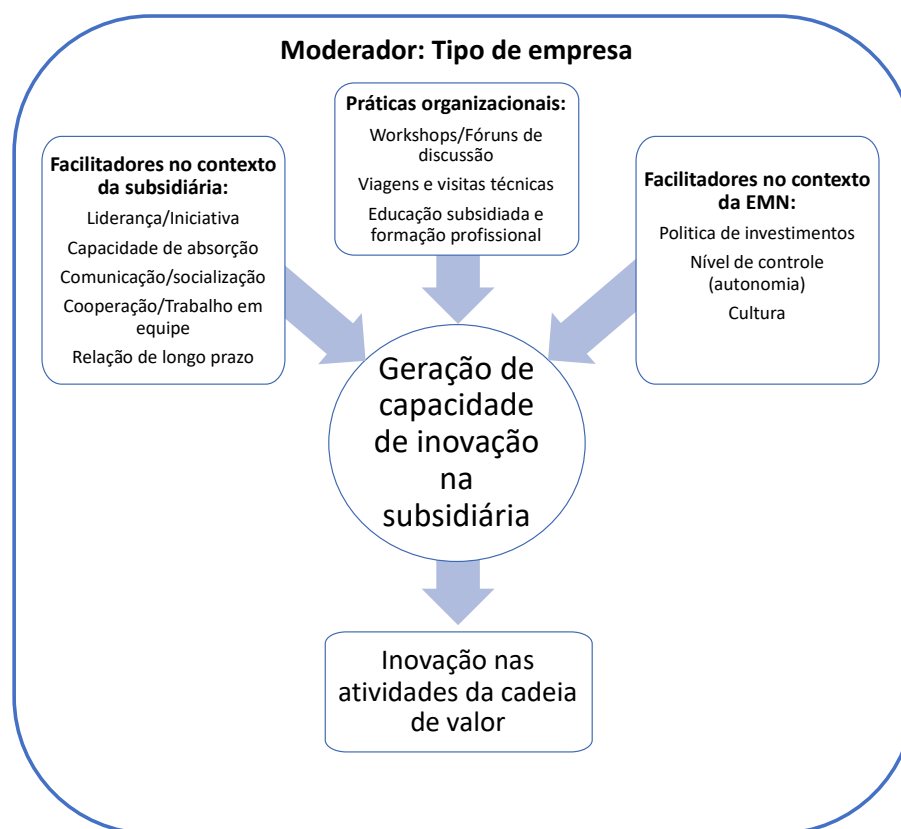 Moderador: Tipo de empresa
Práticas organizacionais:
Workshops/Fóruns de
discussão
Viagens e visitas técnicas
Educação subsidiada e
formação profissional
Facilitadores no contexto
da subsidiária:
Liderança/Iniciativa
Capacidade de absorção
Comunicação/socialização
Cooperação/Trabalho em
equipe
Relação de longo prazo
Facilitadores no contexto
da EMN:
Politica de investimentos
Nível de controle
(autonomia)
Cultura
Geração de
capacidade
de inovação
na
subsidiária
Inovação nas
atividades da cadeia
de valor